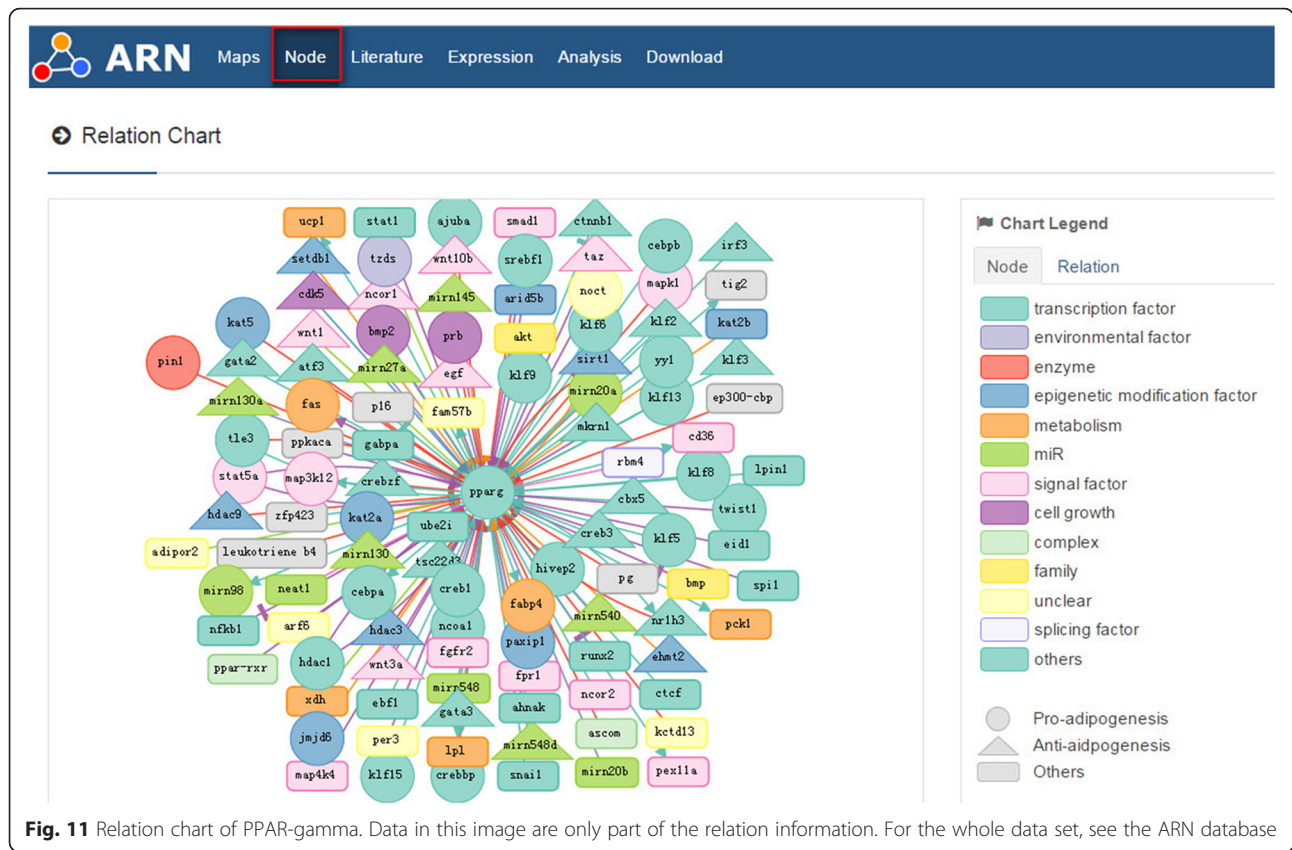 ARN Maps Node Literature Expression Analysis Download
Relation Chart
ucp1 stat1 ajuba smad1 ctnnb1
cebpb irf3
setdb1 tzds wnt10b srebf1 taz
mapk1 tig2
cdk5 ncor1 mirn145 arid5b noct
kat5 wnt1 bmp2 prb akt klf6 klf2 kat2b
pin1 gata2 atf3 mirn27a egf klf9 sirt1 yy1 klf3
mirn130a fas p16 fam57b mirn20a klf13 ep300-cbp
tle3 ppkaca gabpa mkrn1 cd36
rbm4 klf8 lpin1
stat5a map3k12 crebzf pparg cbx5 twist1
hdac9 zfp423 kat2a ube2i creb3 klf5 eid1
adipor2 leukotriene b4 mirn130 tsc22d3 hivep2 pg bmp spi1
mirn98 neat1 cebpa creb1 fabp4 mirn540 nr1h3 pck1
nfkb1 arf6 hdac3 ncoa1 paxip1 runx2 ehmt2
ppar-rxr hdac1 wnt3a fgfr2 fpr1 ncor2 ctcf
xdh ebf1 mirn548 ahnak
gata3 ascom kctd13
jmjd6 per3 lpl mirn548d
map4k4 klf15 crebbp snai1 mirn20b pex11a
Chart Legend
Node Relation
transcription factor
environmental factor
enzyme
epigenetic modification factor
metabolism
miR
signal factor
cell growth
complex
family
unclear
splicing factor
others
Pro-adipogenesis
Anti-aidpogenesis
Others
Fig. 11 Relation chart of PPAR-gamma. Data in this image are only part of the relation information. For the whole data set, see the ARN database